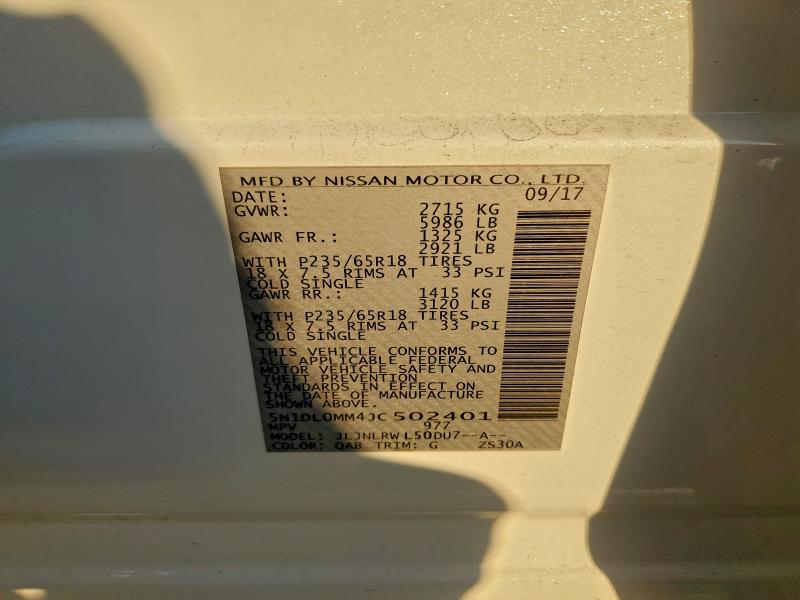 MFD BY NISSAN MOTOR CO., LTD.
DATE: 09/17
GVWR: 2715 KG
5986 LB
GAWR FR.: 1325 KG
2921 LB
WITH P235/65R18 TIRES
18 X 7.5 RIMS AT 33 PSI
COLD SINGLE
GAWR RR.: 1415 KG
3120 LB
WITH P235/65R18 TIRES
18 X 7.5 RIMS AT 33 PSI
COLD SINGLE
THIS VEHICLE CONFORMS TO
ALL APPLICABLE FEDERAL
MOTOR VEHICLE SAFETY AND
THEFT PREVENTION
STANDARDS IN EFFECT ON
THE DATE OF MANUFACTURE
SHOWN ABOVE.
5N1DL0MM4JC502401
MPV 977
MODEL: JLJNLRWL50DU7--A--
COLOR: QAB TRIM: G ZS30A